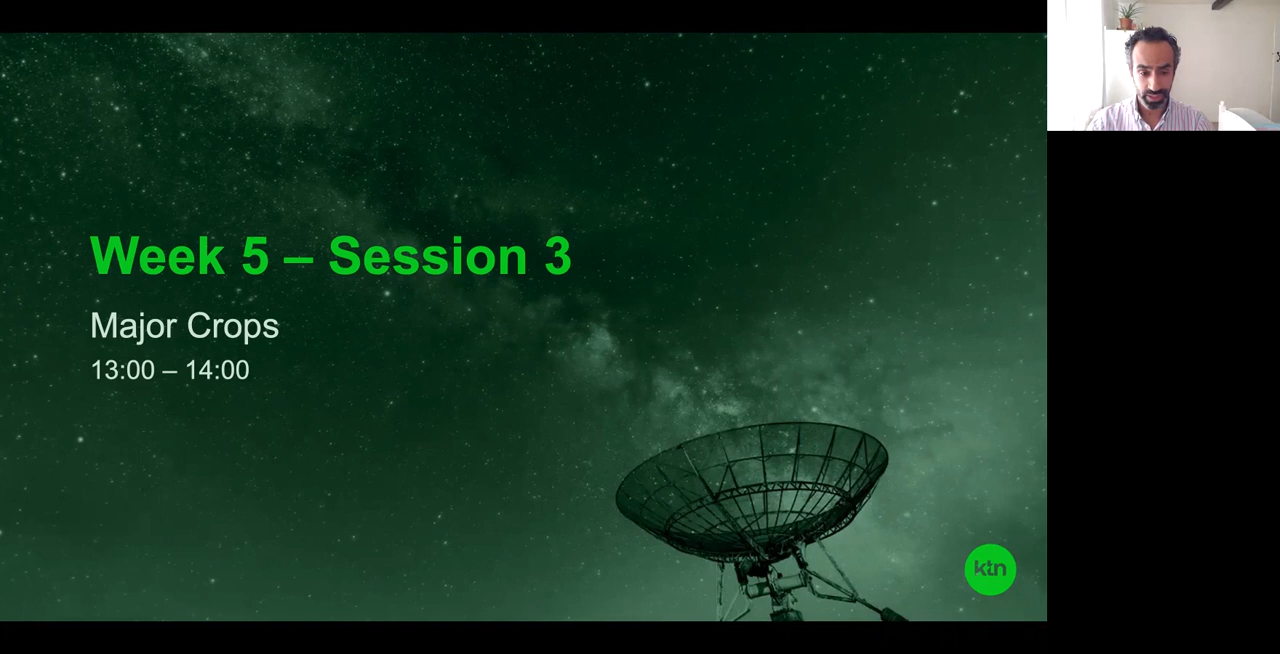 Week 5 – Session 3
Major Crops
13:00 – 14:00
ktn